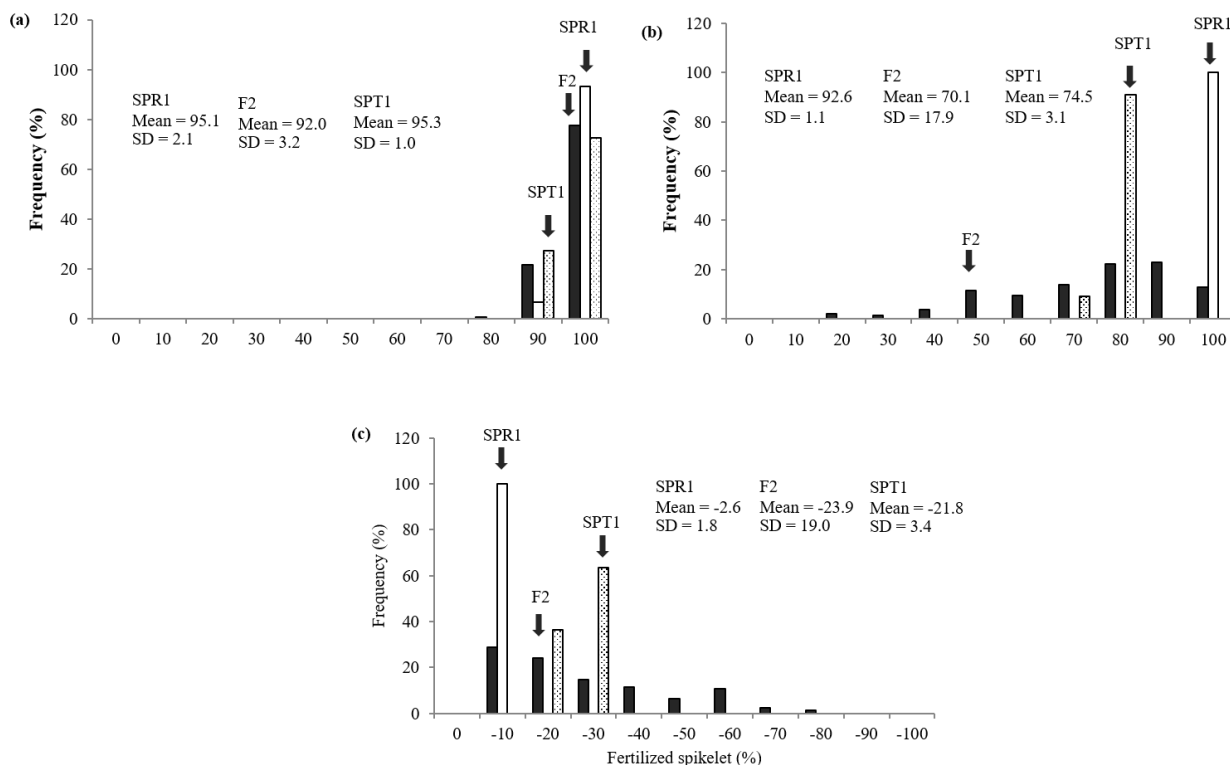 (a)
120
100
80
60
40
20
0
Frequency (%)
SPR1
Mean = 95.1
SD = 2.1
F2
Mean = 92.0
SD = 3.2
SPT1
Mean = 95.3
SD = 1.0
SPT1
F2
SPR1
0 10 20 30 40 50 60 70 80 90 100
(b)
120
100
80
60
40
20
0
Frequency (%)
SPR1
Mean = 92.6
SD = 1.1
F2
Mean = 70.1
SD = 17.9
SPT1
Mean = 74.5
SD = 3.1
F2
SPT1
SPR1
0 10 20 30 40 50 60 70 80 90 100
(c)
120
100
80
60
40
20
0
Frequency (%)
SPR1
F2
SPT1
SPR1
Mean = -2.6
SD = 1.8
F2
Mean = -23.9
SD = 19.0
SPT1
Mean = -21.8
SD = 3.4
0 -10 -20 -30 -40 -50 -60 -70 -80 -90 -100
Fertilized spikelet (%)